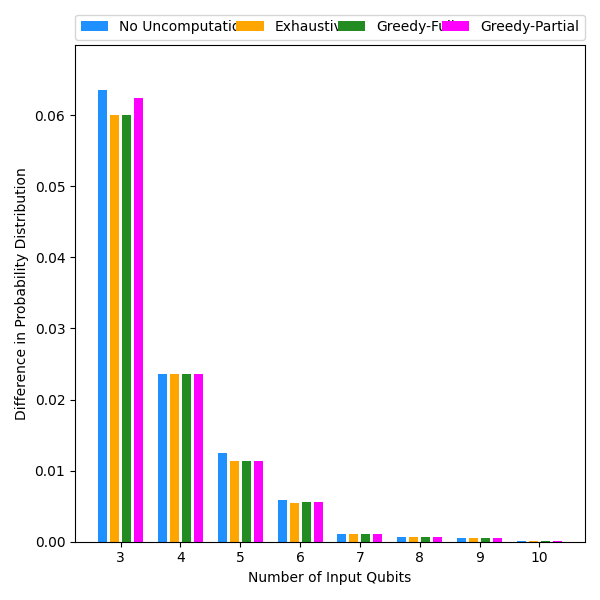 No Uncomputatio Exhaustiv Greedy-Full Greedy-Partial
0.06
0.05
0.04
0.03
0.02
0.01
0.00
Difference in Probability Distribution
3 4 5 6 7 8 9 10
Number of Input Qubits